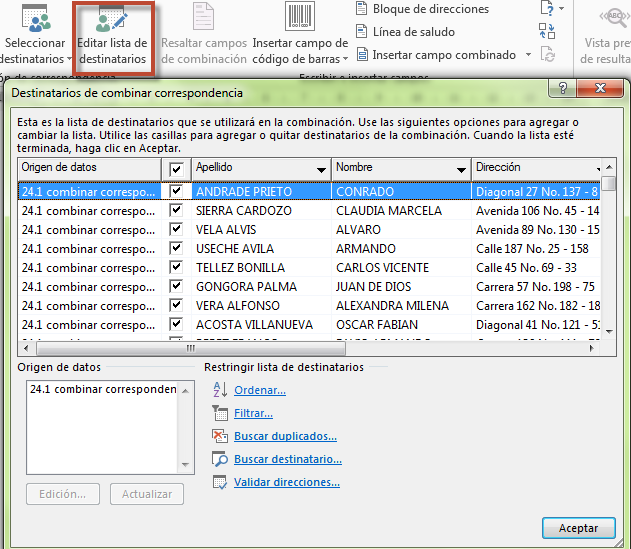 Seleccionar
destinatarios
Editar lista de
destinatarios
Resaltar campos
de combinación
Insertar campo de
código de barras
Bloque de direcciones
Línea de saludo
Insertar campo combinado
ABC
Vista prev
de resulta
Escribir e insertar campos
Destinatarios de combinar correspondencia
Esta es la lista de destinatarios que se utilizará en la combinación. Use las siguientes opciones para agregar o
cambiar la lista. Utilice las casillas para agregar o quitar destinatarios de la combinación. Cuando la lista esté
terminada, haga clic en Aceptar.
Origen de datos Apellido Nombre Dirección
24.1 combinar correspo... ANDRADE PRIETO CONRADO Diagonal 27 No. 137 - 8
24.1 combinar correspo... SIERRA CARDOZO CLAUDIA MARCELA Avenida 106 No. 45 - 14
24.1 combinar correspo... VELA ALVIS ALVARO Avenida 89 No. 130 - 15
24.1 combinar correspo... USECHE AVILA ARMANDO Calle 187 No. 25 - 158
24.1 combinar correspo... TELLEZ BONILLA CARLOS VICENTE Calle 45 No. 69 - 33
24.1 combinar correspo... GONGORA PALMA JUAN DE DIOS Carrera 57 No. 198 - 75
24.1 combinar correspo... VERA ALFONSO ALEXANDRA MILENA Carrera 162 No. 182 - 18
24.1 combinar correspo... ACOSTA VILLANUEVA OSCAR FABIAN Diagonal 41 No. 121 - 51
Origen de datos
24.1 combinar corresponden
Edición...
Actualizar
Restringir lista de destinatarios
Ordenar...
Filtrar...
Buscar duplicados...
Buscar destinatario...
Validar direcciones...
Aceptar